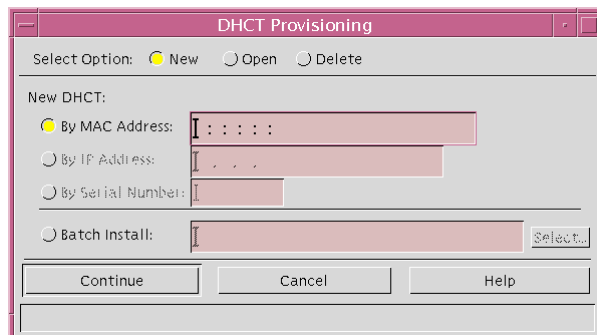 DHCT Provisioning
Select Option: New Open Delete
New DHCT:
By MAC Address: : : : : :
By IP Address: . . .
By Serial Number:
Batch Install: Select...
Continue Cancel Help